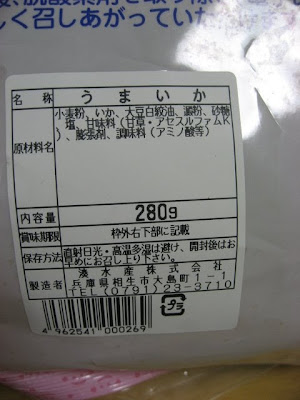 しく召しあがっていた
名称 うまいか
原材料名 小麦粉、いか、大豆白絞油、澱粉、砂糖
塩、甘味料(甘草・アセスルファムK
)、膨張剤、調味料(アミノ酸等)
内容量 280g
賞味期限 枠外右下部に記載
保存方法 直射日光・高温多湿は避け、開封後はお早めに召し上り下さい。
製造者 湊水産株式会社
兵庫県相生市大島町1-1
TEL(0791)23-3710
4962541 000269
プラ